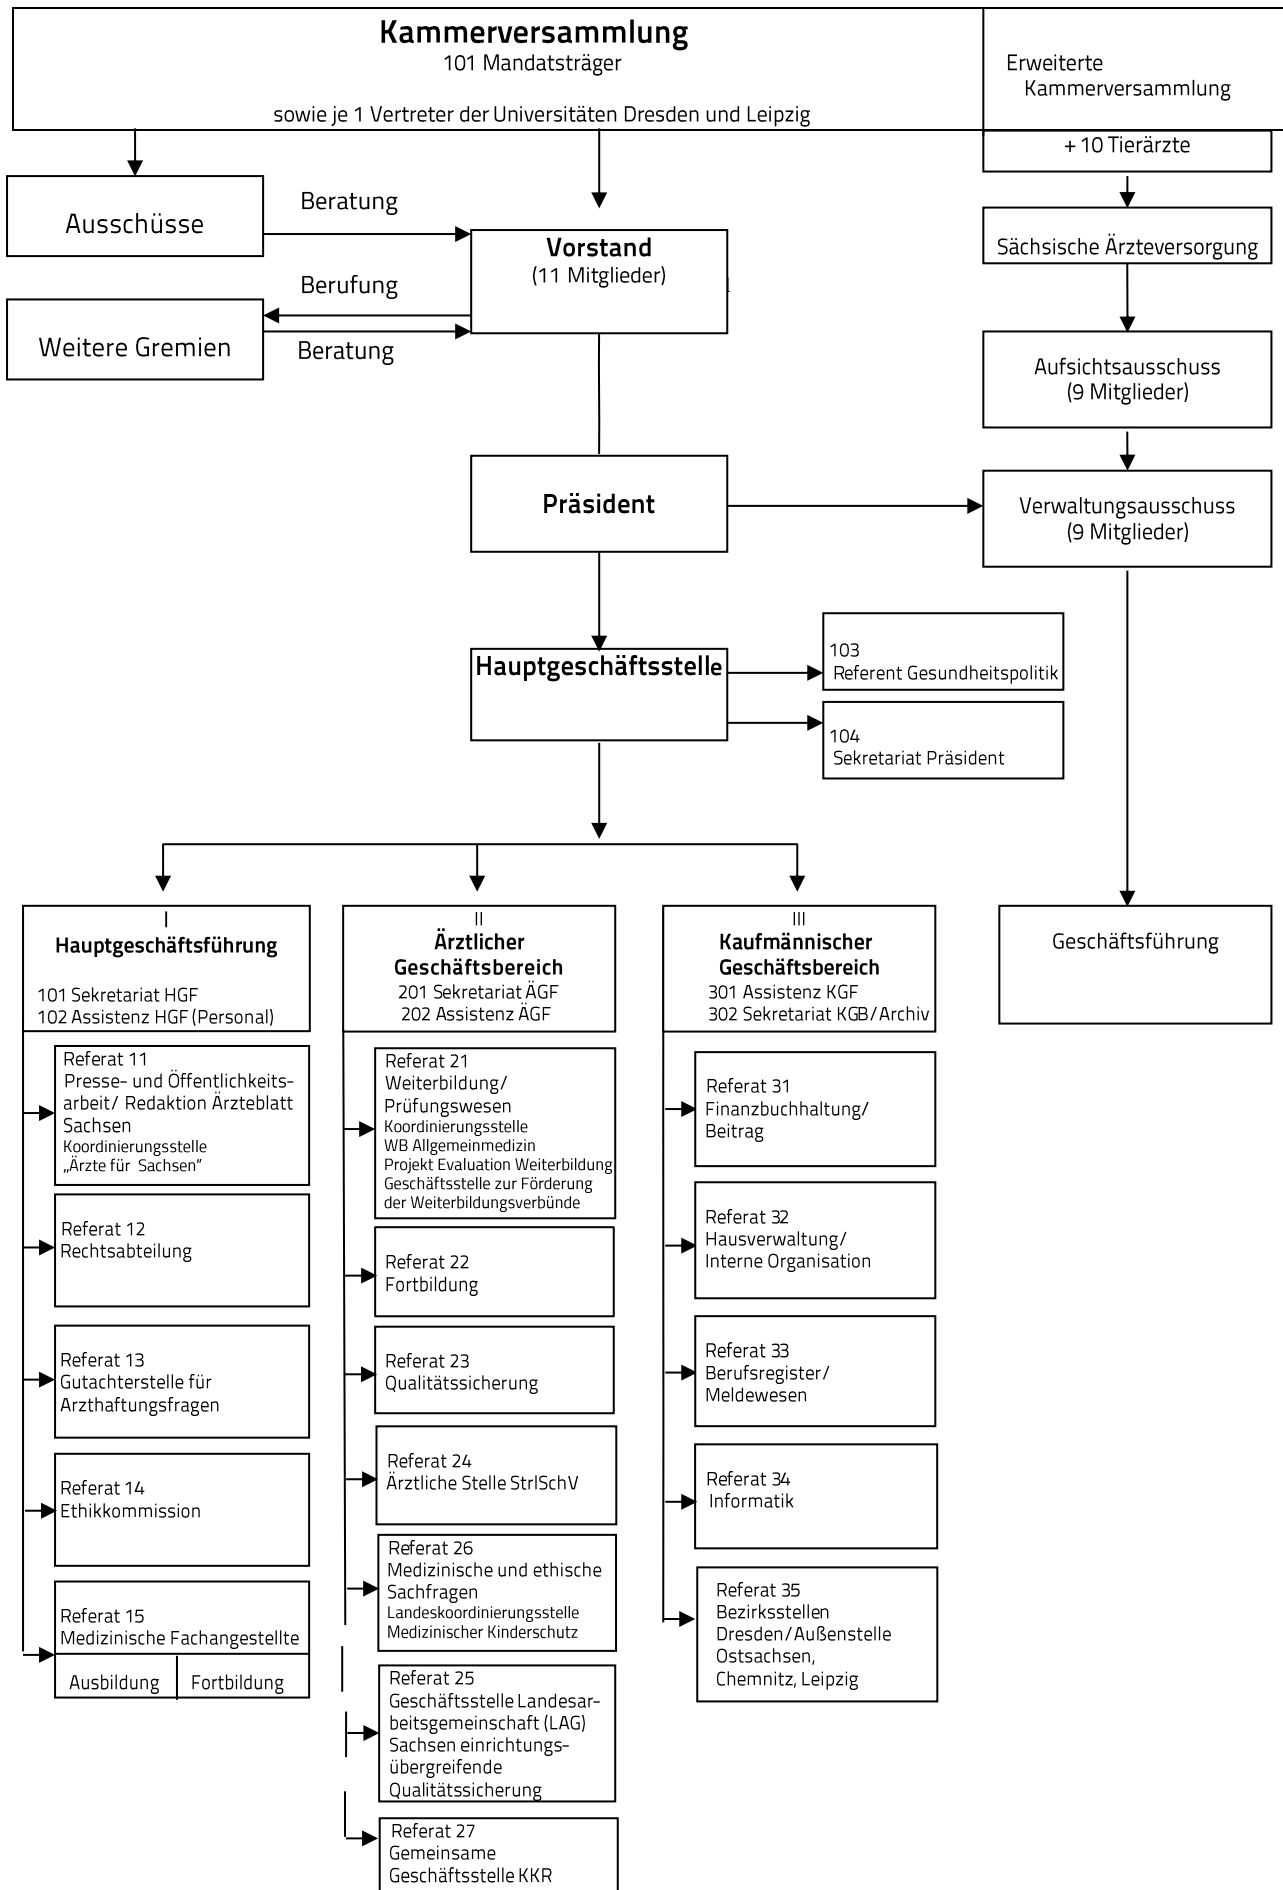 Kammerversammlung
101 Mandatsträger
sowie je 1 Vertreter der Universitäten Dresden und Leipzig
Erweiterte
Kammerversammlung
+ 10 Tierärzte
Ausschüsse
Beratung
Vorstand
(11 Mitglieder)
Sächsische Ärzteversorgung
Berufung
Weitere Gremien
Beratung
Aufsichtsausschuss
(9 Mitglieder)
Präsident
Verwaltungsausschuss
(9 Mitglieder)
Hauptgeschäftsstelle
103
Referent Gesundheitspolitik
104
Sekretariat Präsident
I
Hauptgeschäftsführung
101 Sekretariat HGF
102 Assistenz HGF (Personal)
Referat 11
Presse- und Öffentlichkeits-
arbeit/ Redaktion Ärzteblatt
Sachsen
Koordinierungsstelle
„Ärzte für Sachsen“
Referat 12
Rechtsabteilung
Referat 13
Gutachterstelle für
Arzthaftungsfragen
Referat 14
Ethikkommission
Referat 15
Medizinische Fachangestellte
Ausbildung
Fortbildung
II
Ärztlicher
Geschäftsbereich
201 Sekretariat ÄGF
202 Assistenz ÄGF
Referat 21
Weiterbildung/
Prüfungswesen
Koordinierungsstelle
WB Allgemeinmedizin
Projekt Evaluation Weiterbildung
Geschäftsstelle zur Förderung
der Weiterbildungsverbünde
Referat 22
Fortbildung
Referat 23
Qualitätssicherung
Referat 24
Ärztliche Stelle StrlSchV
Referat 26
Medizinische und ethische
Sachfragen
Landeskoordinierungsstelle
Medizinischer Kinderschutz
Referat 25
Geschäftsstelle Landesar-
beitsgemeinschaft (LAG)
Sachsen einrichtungs-
übergreifende
Qualitätssicherung
Referat 27
Gemeinsame
Geschäftsstelle KKR
III
Kaufmännischer
Geschäftsbereich
301 Assistenz KGF
302 Sekretariat KGB/Archiv
Referat 31
Finanzbuchhaltung/
Beitrag
Referat 32
Hausverwaltung/
Interne Organisation
Referat 33
Berufsregister/
Meldewesen
Referat 34
Informatik
Referat 35
Bezirksstellen
Dresden/Außenstelle
Ostsachsen,
Chemnitz, Leipzig
Geschäftsführung